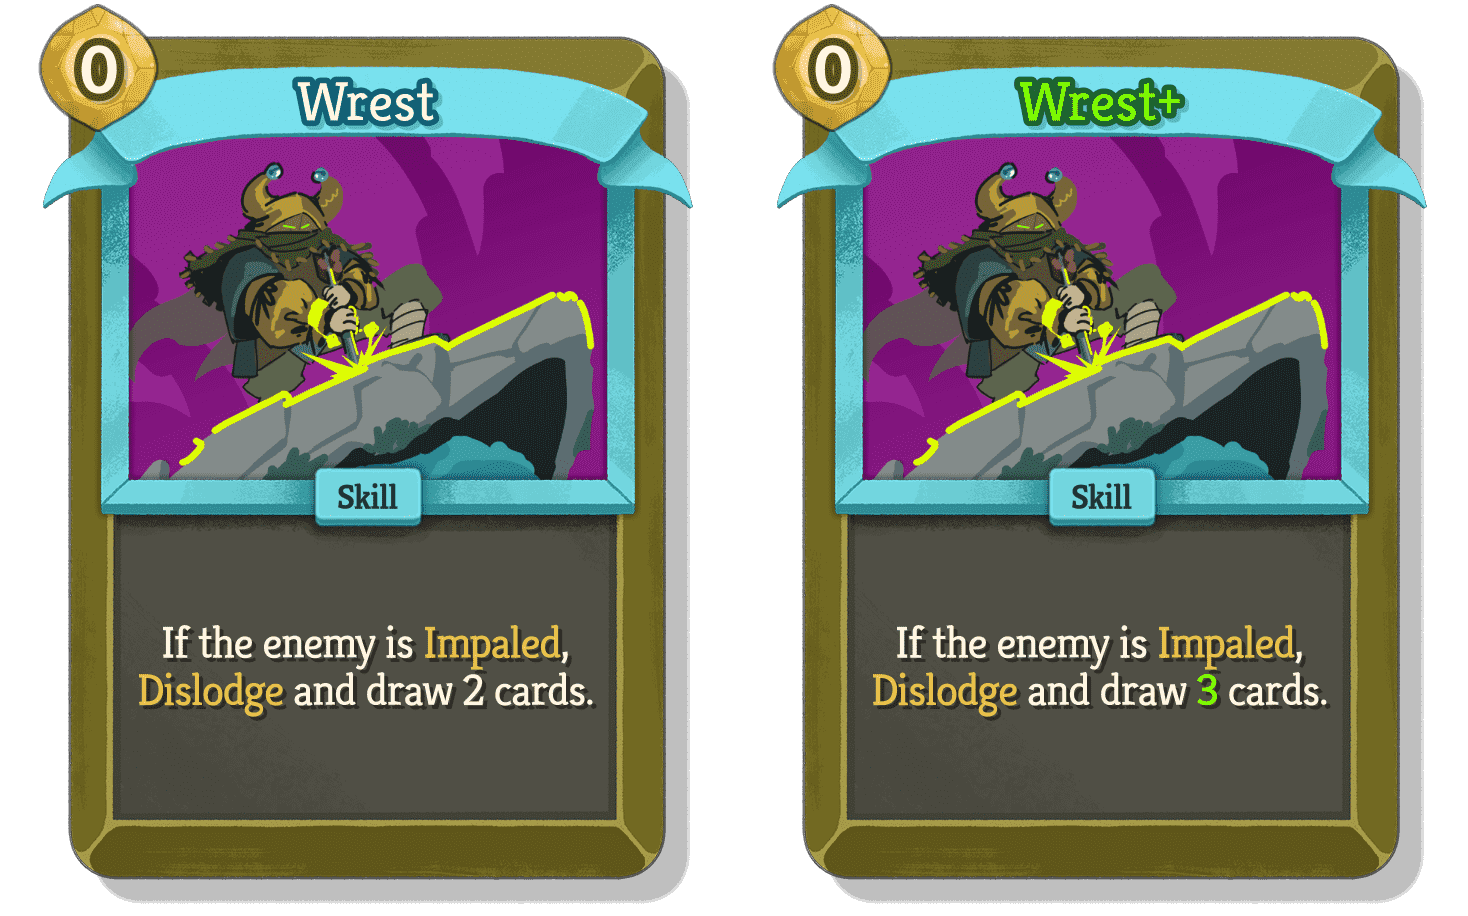 0
Wrest
Skill
If the enemy is Impaled,
Dislodge and draw 2 cards.
0
Wrest+
Skill
If the enemy is Impaled,
Dislodge and draw 3 cards.